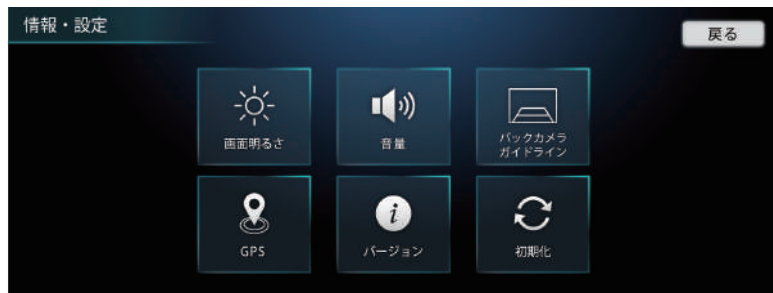 情報・設定
戻る
画面明るさ
音量
バックカメラ
ガイドライン
GPS
バージョン
初期化